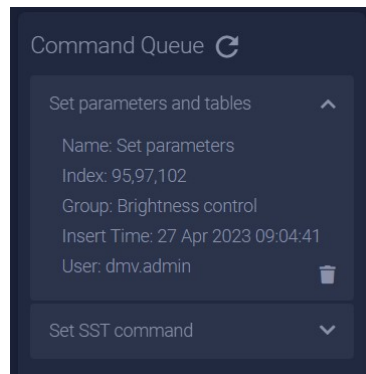 Command Queue
Set parameters and tables
Name: Set parameters
Index: 95,97,102
Group: Brightness control
Insert Time: 27 Apr 2023 09:04:41
User: dmv.admin
Set SST command